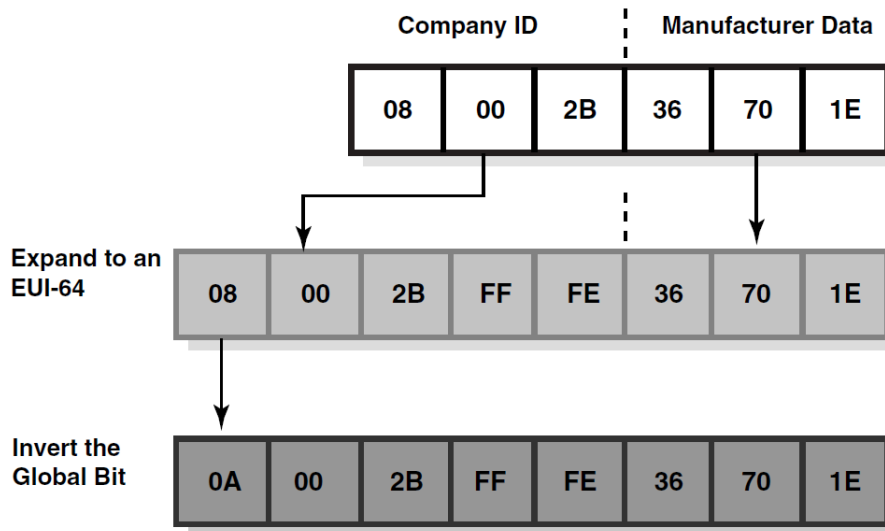 Company ID Manufacturer Data
08 00 2B 36 70 1E
Expand to an
EUI-64
08 00 2B FF FE 36 70 1E
Invert the
Global Bit
0A 00 2B FF FE 36 70 1E